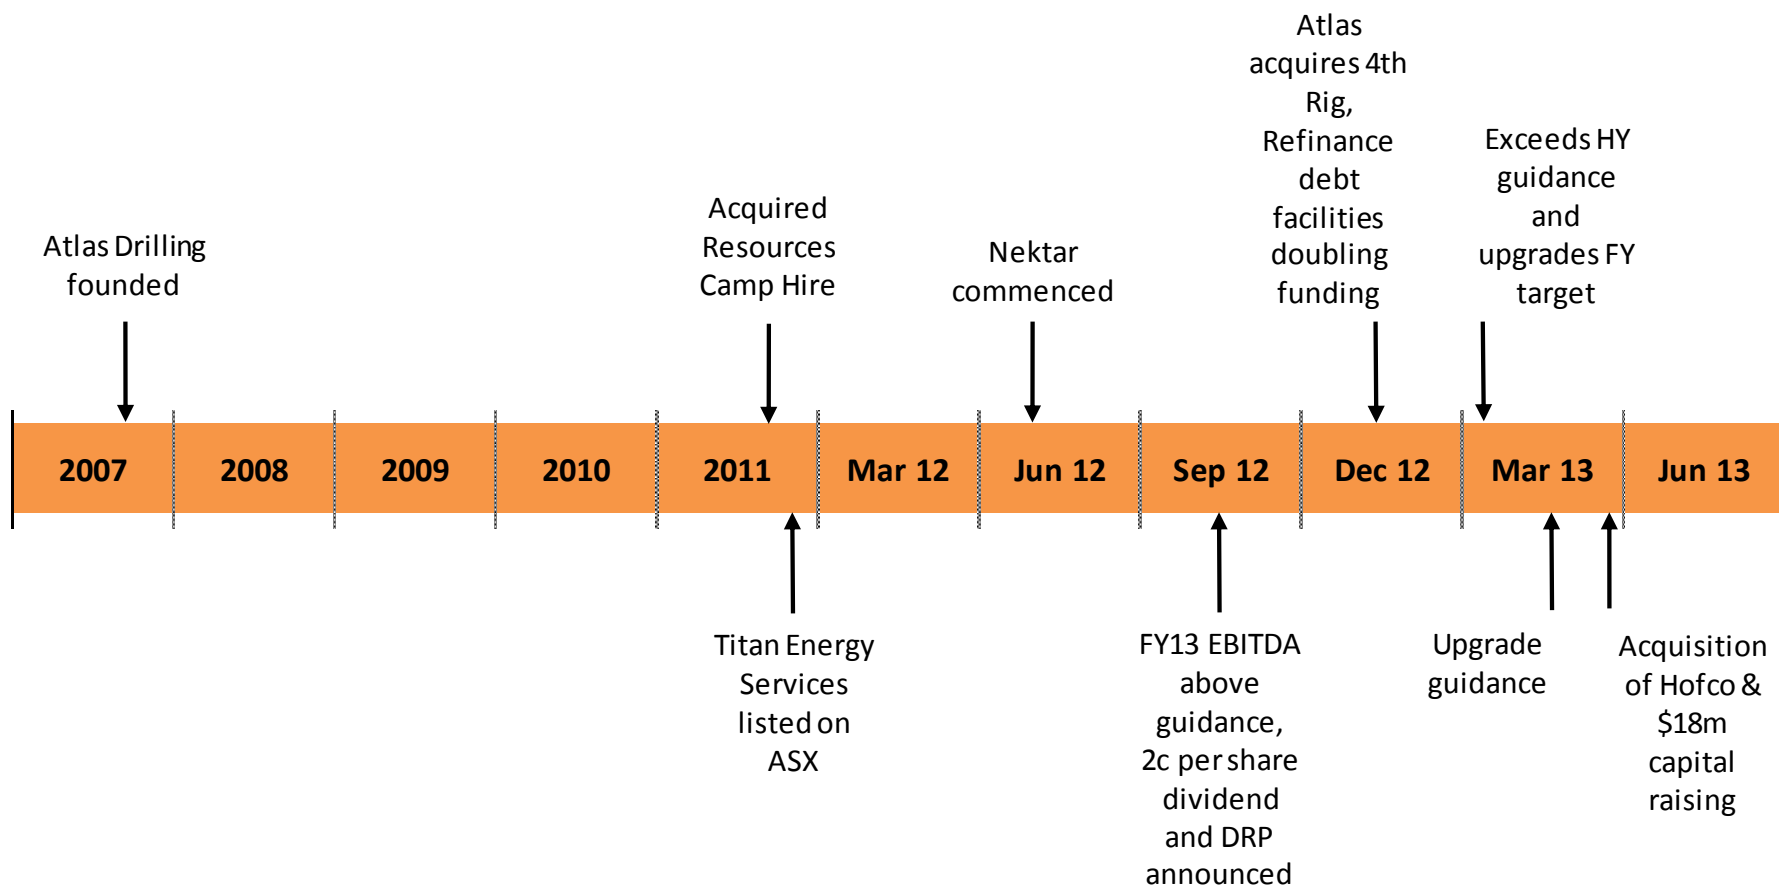 Atlas Drilling
founded
Acquired
Resources
Camp Hire
Nektar
commenced
Atlas
acquires 4th
Rig,
Refinance
debt
facilities
doubling
funding
Exceeds HY
guidance
and
upgrades FY
target
2007
2008
2009
2010
2011
Mar 12
Jun 12
Sep 12
Dec 12
Mar 13
Jun 13
Titan Energy
Services
listed on
ASX
FY13 EBITDA
above
guidance,
2c per share
dividend
and DRP
announced
Upgrade
guidance
Acquisition
of Hofco &
$18m
capital
raising